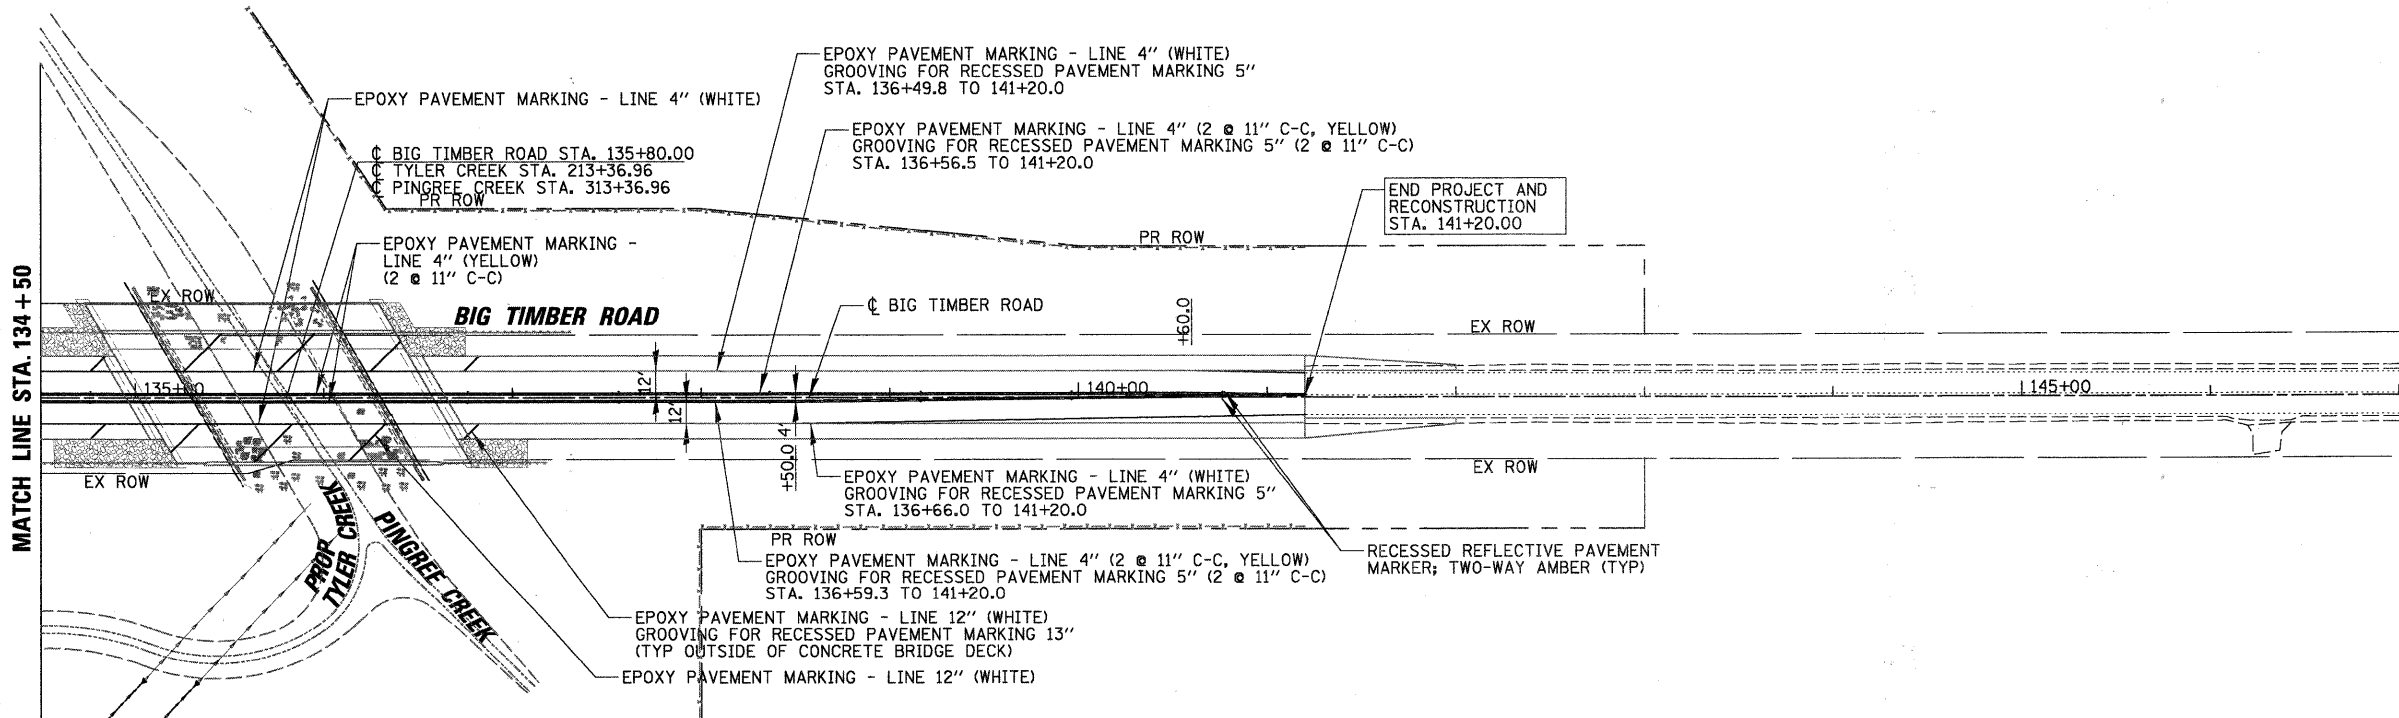 EPOXY PAVEMENT MARKING - LINE 4" (WHITE)
GROOVING FOR RECESSED PAVEMENT MARKING 5"
STA. 136+49.8 TO 141+20.0
EPOXY PAVEMENT MARKING - LINE 4" (WHITE)
EPOXY PAVEMENT MARKING - LINE 4" (2 @ 11" C-C, YELLOW)
GROOVING FOR RECESSED PAVEMENT MARKING 5" (2 @ 11" C-C)
STA. 136+56.5 TO 141+20.0
℄ BIG TIMBER ROAD STA. 135+80.00
℄ TYLER CREEK STA. 213+36.96
℄ PINGREE CREEK STA. 313+36.96
PR ROW
END PROJECT AND
RECONSTRUCTION
STA. 141+20.00
PR ROW
EPOXY PAVEMENT MARKING -
LINE 4" (YELLOW)
(2 @ 11" C-C)
MATCH LINE STA. 134+50
EX ROW
BIG TIMBER ROAD
℄ BIG TIMBER ROAD
+60.0
EX ROW
135+00
12'
12'
4'
+50.0
140+00
145+00
EX ROW
EX ROW
EPOXY PAVEMENT MARKING - LINE 4" (WHITE)
GROOVING FOR RECESSED PAVEMENT MARKING 5"
STA. 136+66.0 TO 141+20.0
PROP
TYLER CREEK
PINGREE CREEK
PR ROW
EPOXY PAVEMENT MARKING - LINE 4" (2 @ 11" C-C, YELLOW)
GROOVING FOR RECESSED PAVEMENT MARKING 5" (2 @ 11" C-C)
STA. 136+59.3 TO 141+20.0
RECESSED REFLECTIVE PAVEMENT
MARKER; TWO-WAY AMBER (TYP)
EPOXY PAVEMENT MARKING - LINE 12" (WHITE)
GROOVING FOR RECESSED PAVEMENT MARKING 13"
(TYP OUTSIDE OF CONCRETE BRIDGE DECK)
EPOXY PAVEMENT MARKING - LINE 12" (WHITE)